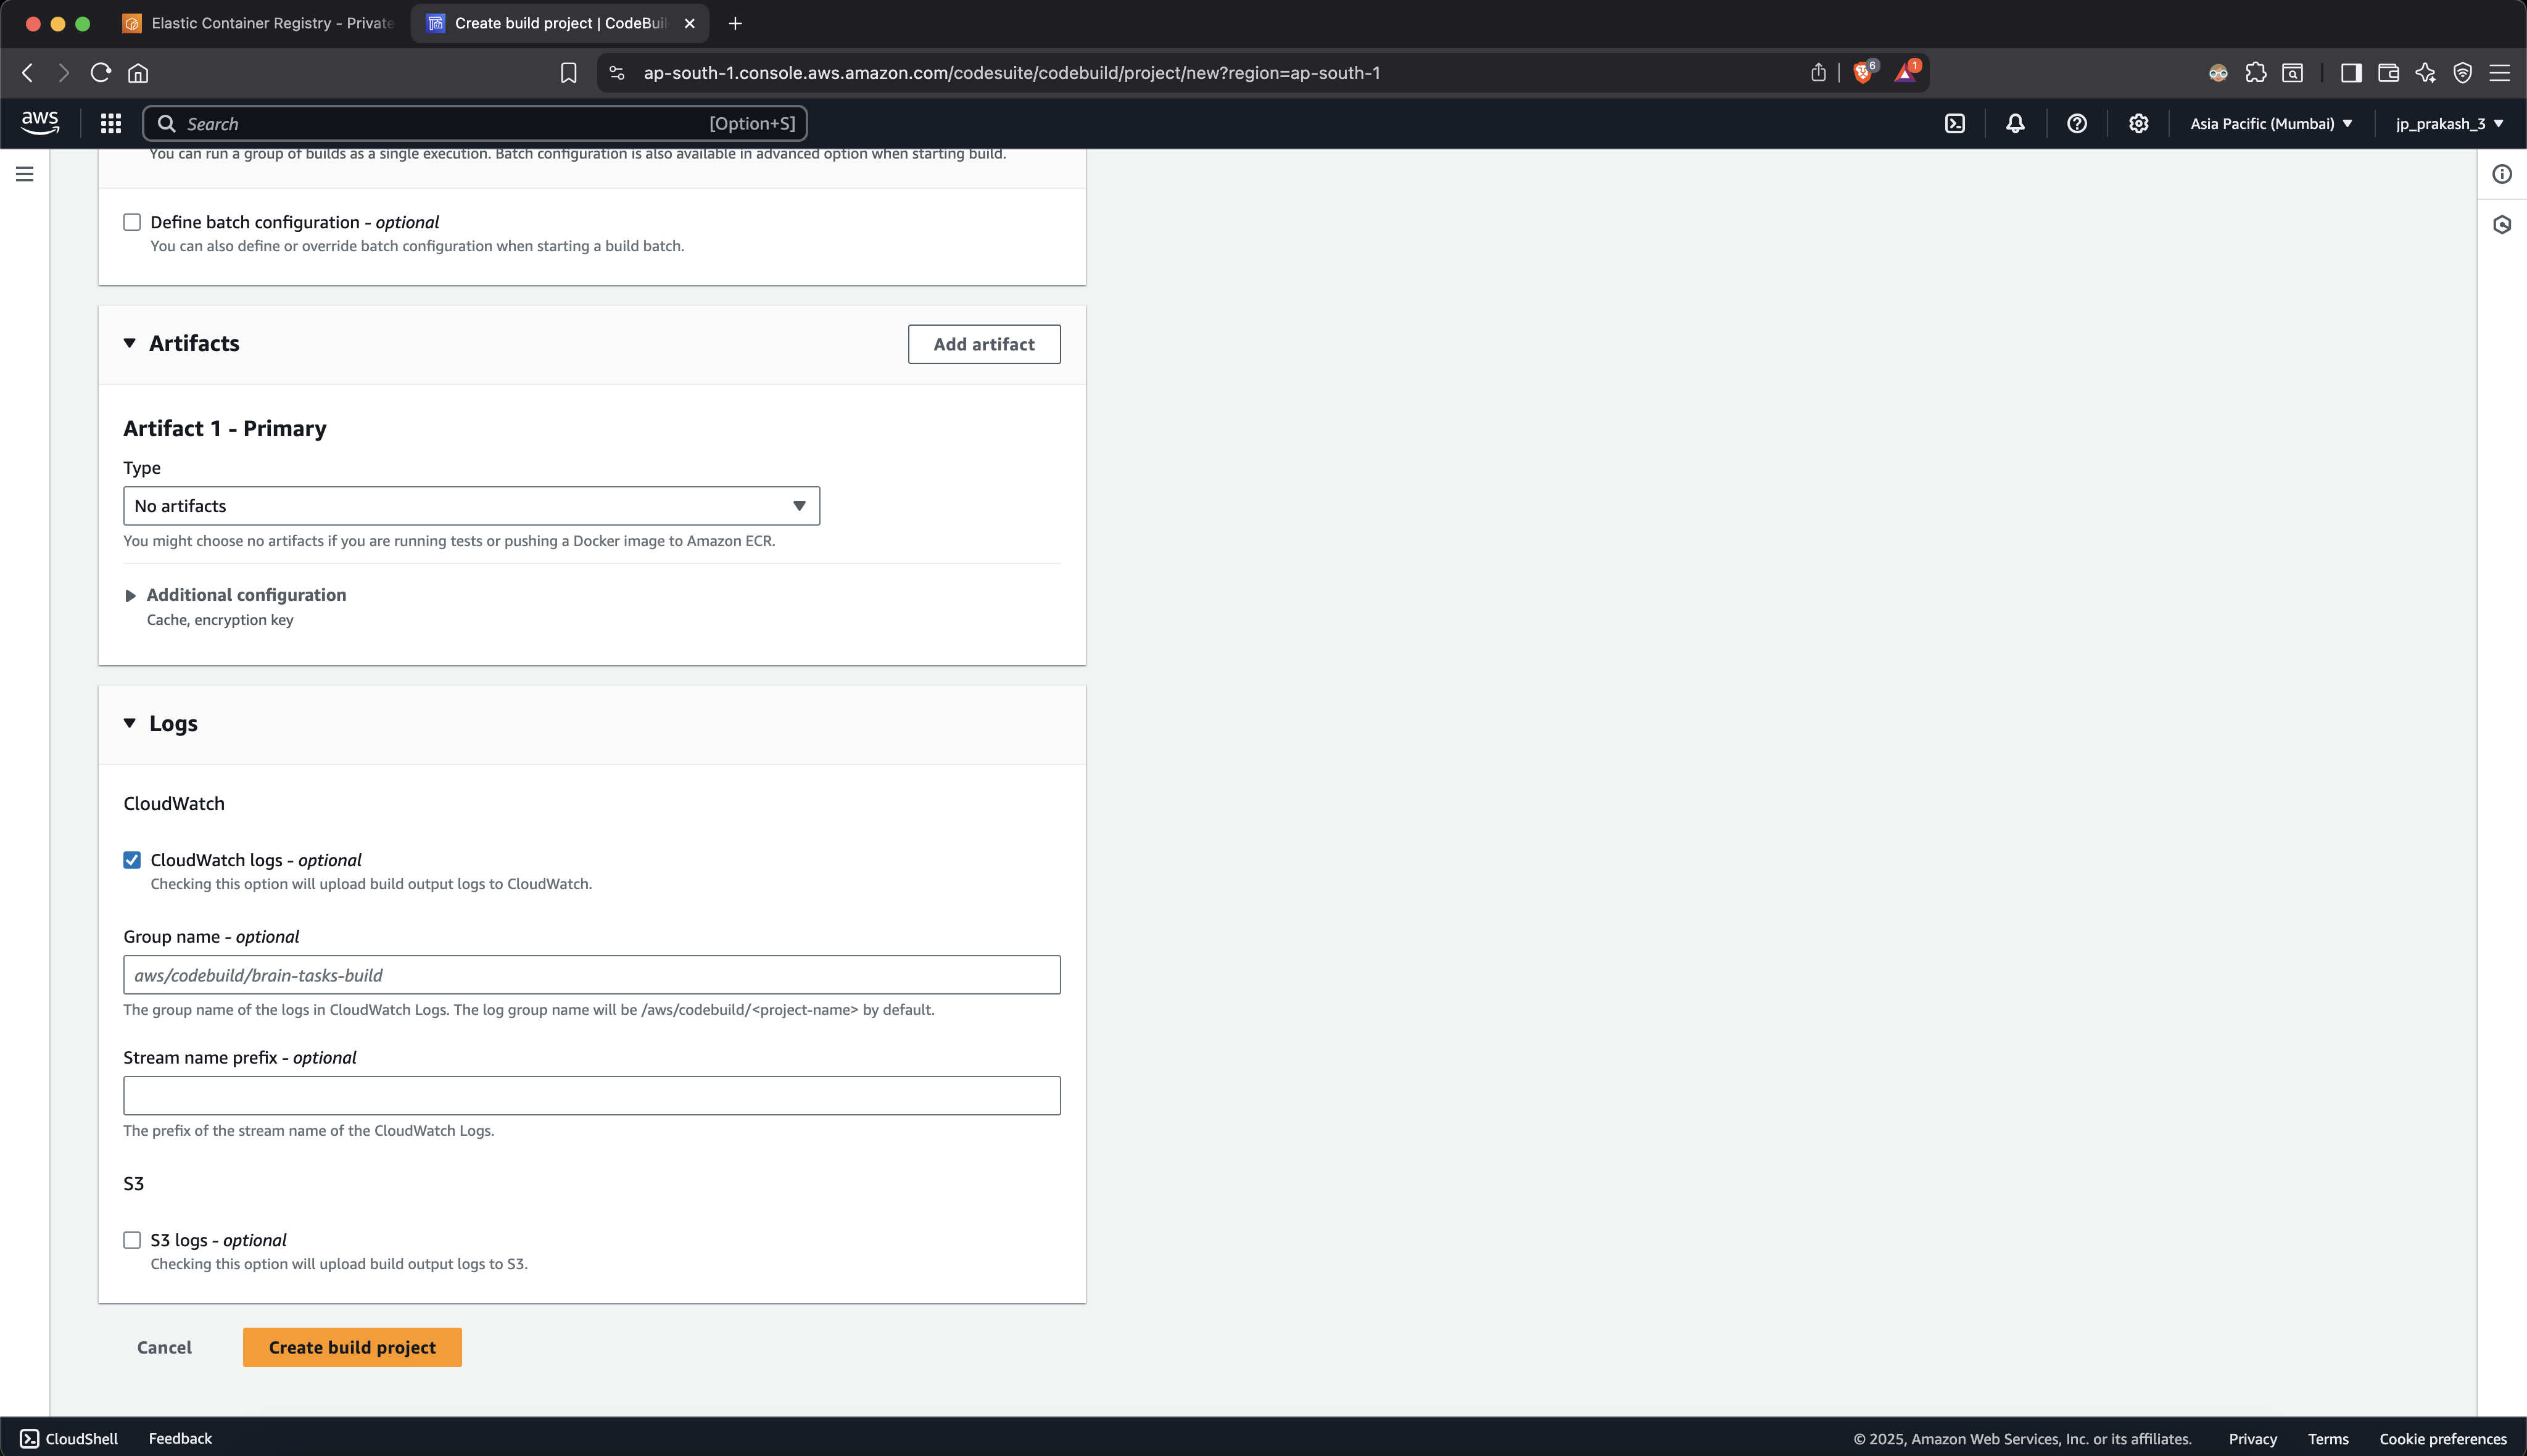 Elastic Container Registry - Private
Create build project | CodeBuil
ap-south-1.console.aws.amazon.com/codesuite/codebuild/project/new?region=ap-south-1
6
1
aws
Search
[Option+S]
Asia Pacific (Mumbai)
jp_prakash_3
You can run a group of builds as a single execution. Batch configuration is also available in advanced option when starting build.
Define batch configuration - optional
You can also define or override batch configuration when starting a build batch.
Artifacts
Add artifact
Artifact 1 - Primary
Type
No artifacts
You might choose no artifacts if you are running tests or pushing a Docker image to Amazon ECR.
Additional configuration
Cache, encryption key
Logs
CloudWatch
CloudWatch logs - optional
Checking this option will upload build output logs to CloudWatch.
Group name - optional
aws/codebuild/brain-tasks-build
The group name of the logs in CloudWatch Logs. The log group name will be /aws/codebuild/<project-name> by default.
Stream name prefix - optional
The prefix of the stream name of the CloudWatch Logs.
S3
S3 logs - optional
Checking this option will upload build output logs to S3.
Cancel
Create build project
CloudShell
Feedback
© 2025, Amazon Web Services, Inc. or its affiliates.
Privacy
Terms
Cookie preferences